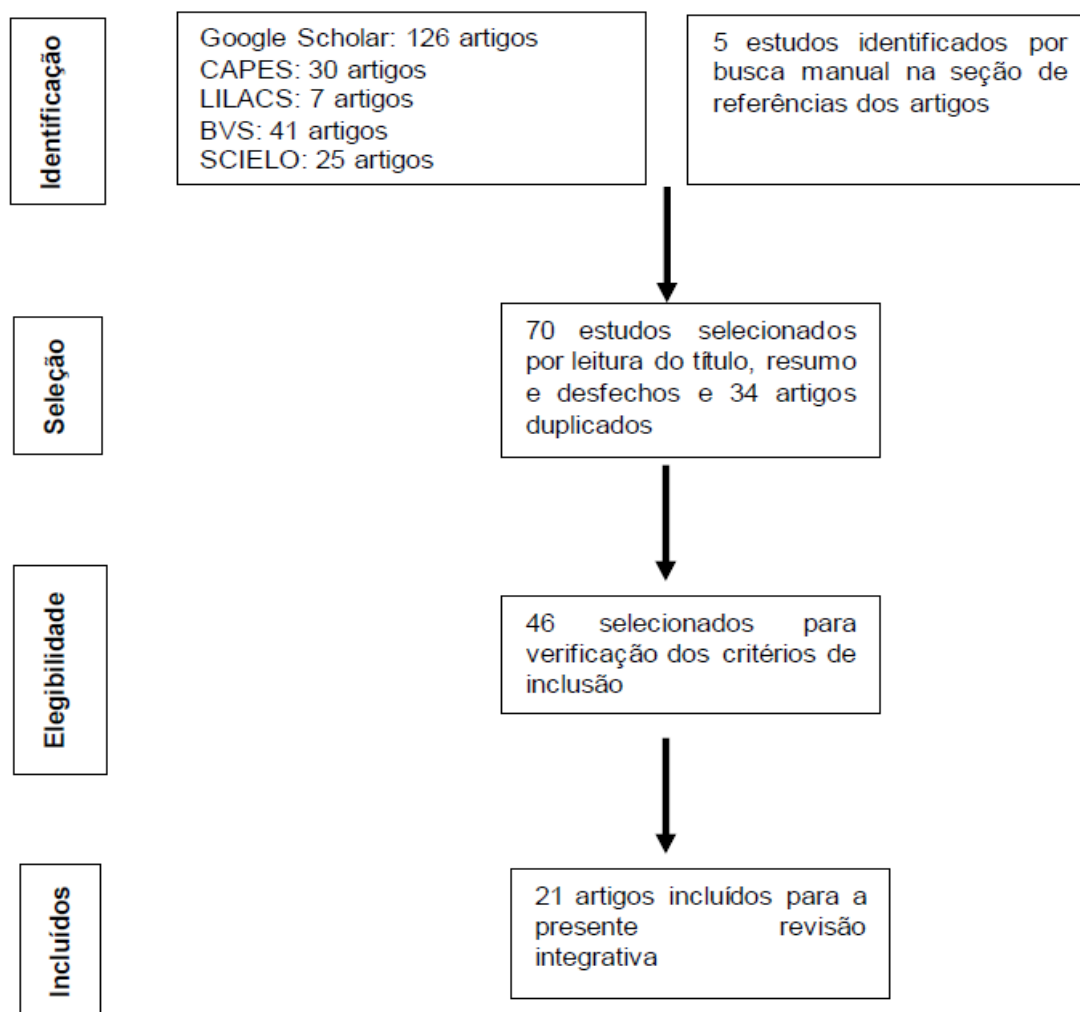 Identificação
Google Scholar: 126 artigos
CAPES: 30 artigos
LILACS: 7 artigos
BVS: 41 artigos
SCIELO: 25 artigos
5 estudos identificados por
busca manual na seção de
referências dos artigos
Seleção
70 estudos selecionados
por leitura do título, resumo
e desfechos e 34 artigos
duplicados
Elegibilidade
46 selecionados para
verificação dos critérios de
inclusão
Incluídos
21 artigos incluídos para a
presente revisão
integrativa